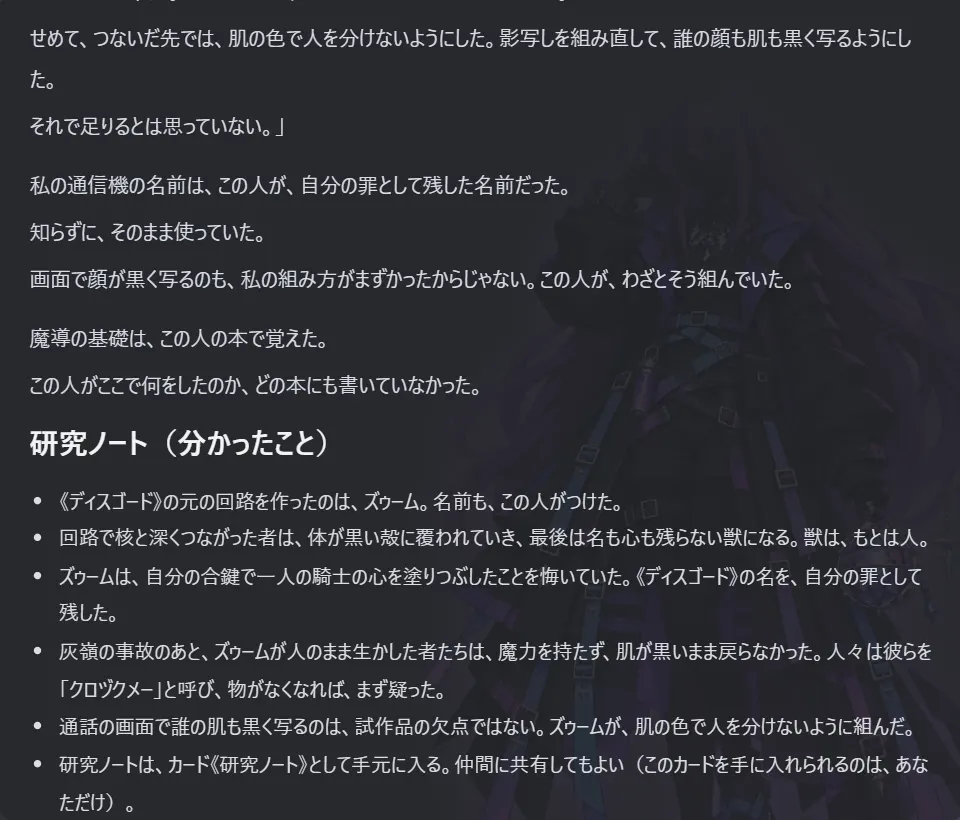 せめて、つないだ先では、肌の色で人を分けないようにした。影写しを組み直して、誰の顔も肌も黒く写るようにし
た。
それで足りるとは思っていない。」
私の通信機の名前は、この人が、自分の罪として残した名前だった。
知らずに、そのまま使っていた。
画面で顔が黒く写るのも、私の組み方がまずかったからじゃない。この人が、わざとそう組んでいた。
魔導の基礎は、この人の本で覚えた。
この人がここで何をしたのか、どの本にも書いていなかった。
研究ノート（分かったこと）
• 《ディスゴード》の元の回路を作ったのは、ズゥーム。名前も、この人がつけた。
• 回路で核と深くつながった者は、体が黒い殻に覆われていき、最後は名も心も残らない獣になる。獣は、もとは人。
• ズゥームは、自分の合鍵で一人の騎士の心を塗りつぶしたことを悔いていた。《ディスゴード》の名を、自分の罪として
残した。
• 灰嶺の事故のあと、ズゥームが人のまま生かした者たちは、魔力を持たず、肌が黒いまま戻らなかった。人々は彼らを
「クロヅクメー」と呼び、物がなくなれば、まず疑った。
• 通話の画面で誰の肌も黒く写るのは、試作品の欠点ではない。ズゥームが、肌の色で人を分けないように組んだ。
• 研究ノートは、カード《研究ノート》として手元に入る。仲間に共有してもよい（このカードを手に入れられるのは、あな
ただけ）。